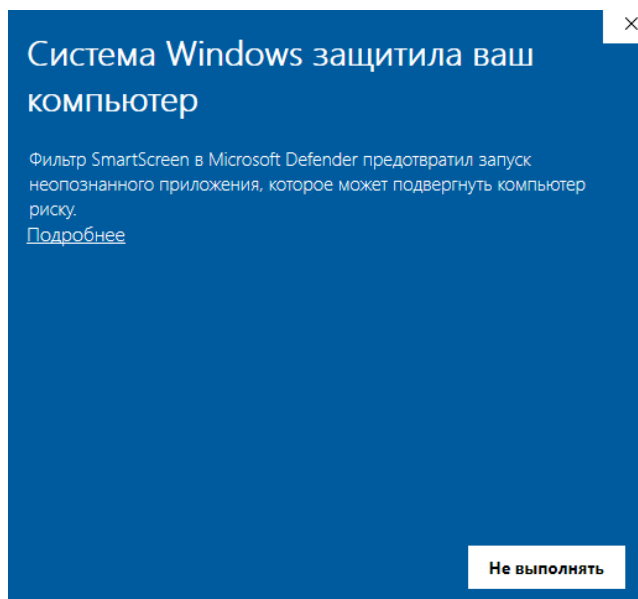 Система Windows защитила ваш
компьютер
Фильтр SmartScreen в Microsoft Defender предотвратил запуск
неопознанного приложения, которое может подвергнуть компьютер
риску.
Подробнее
Не выполнять